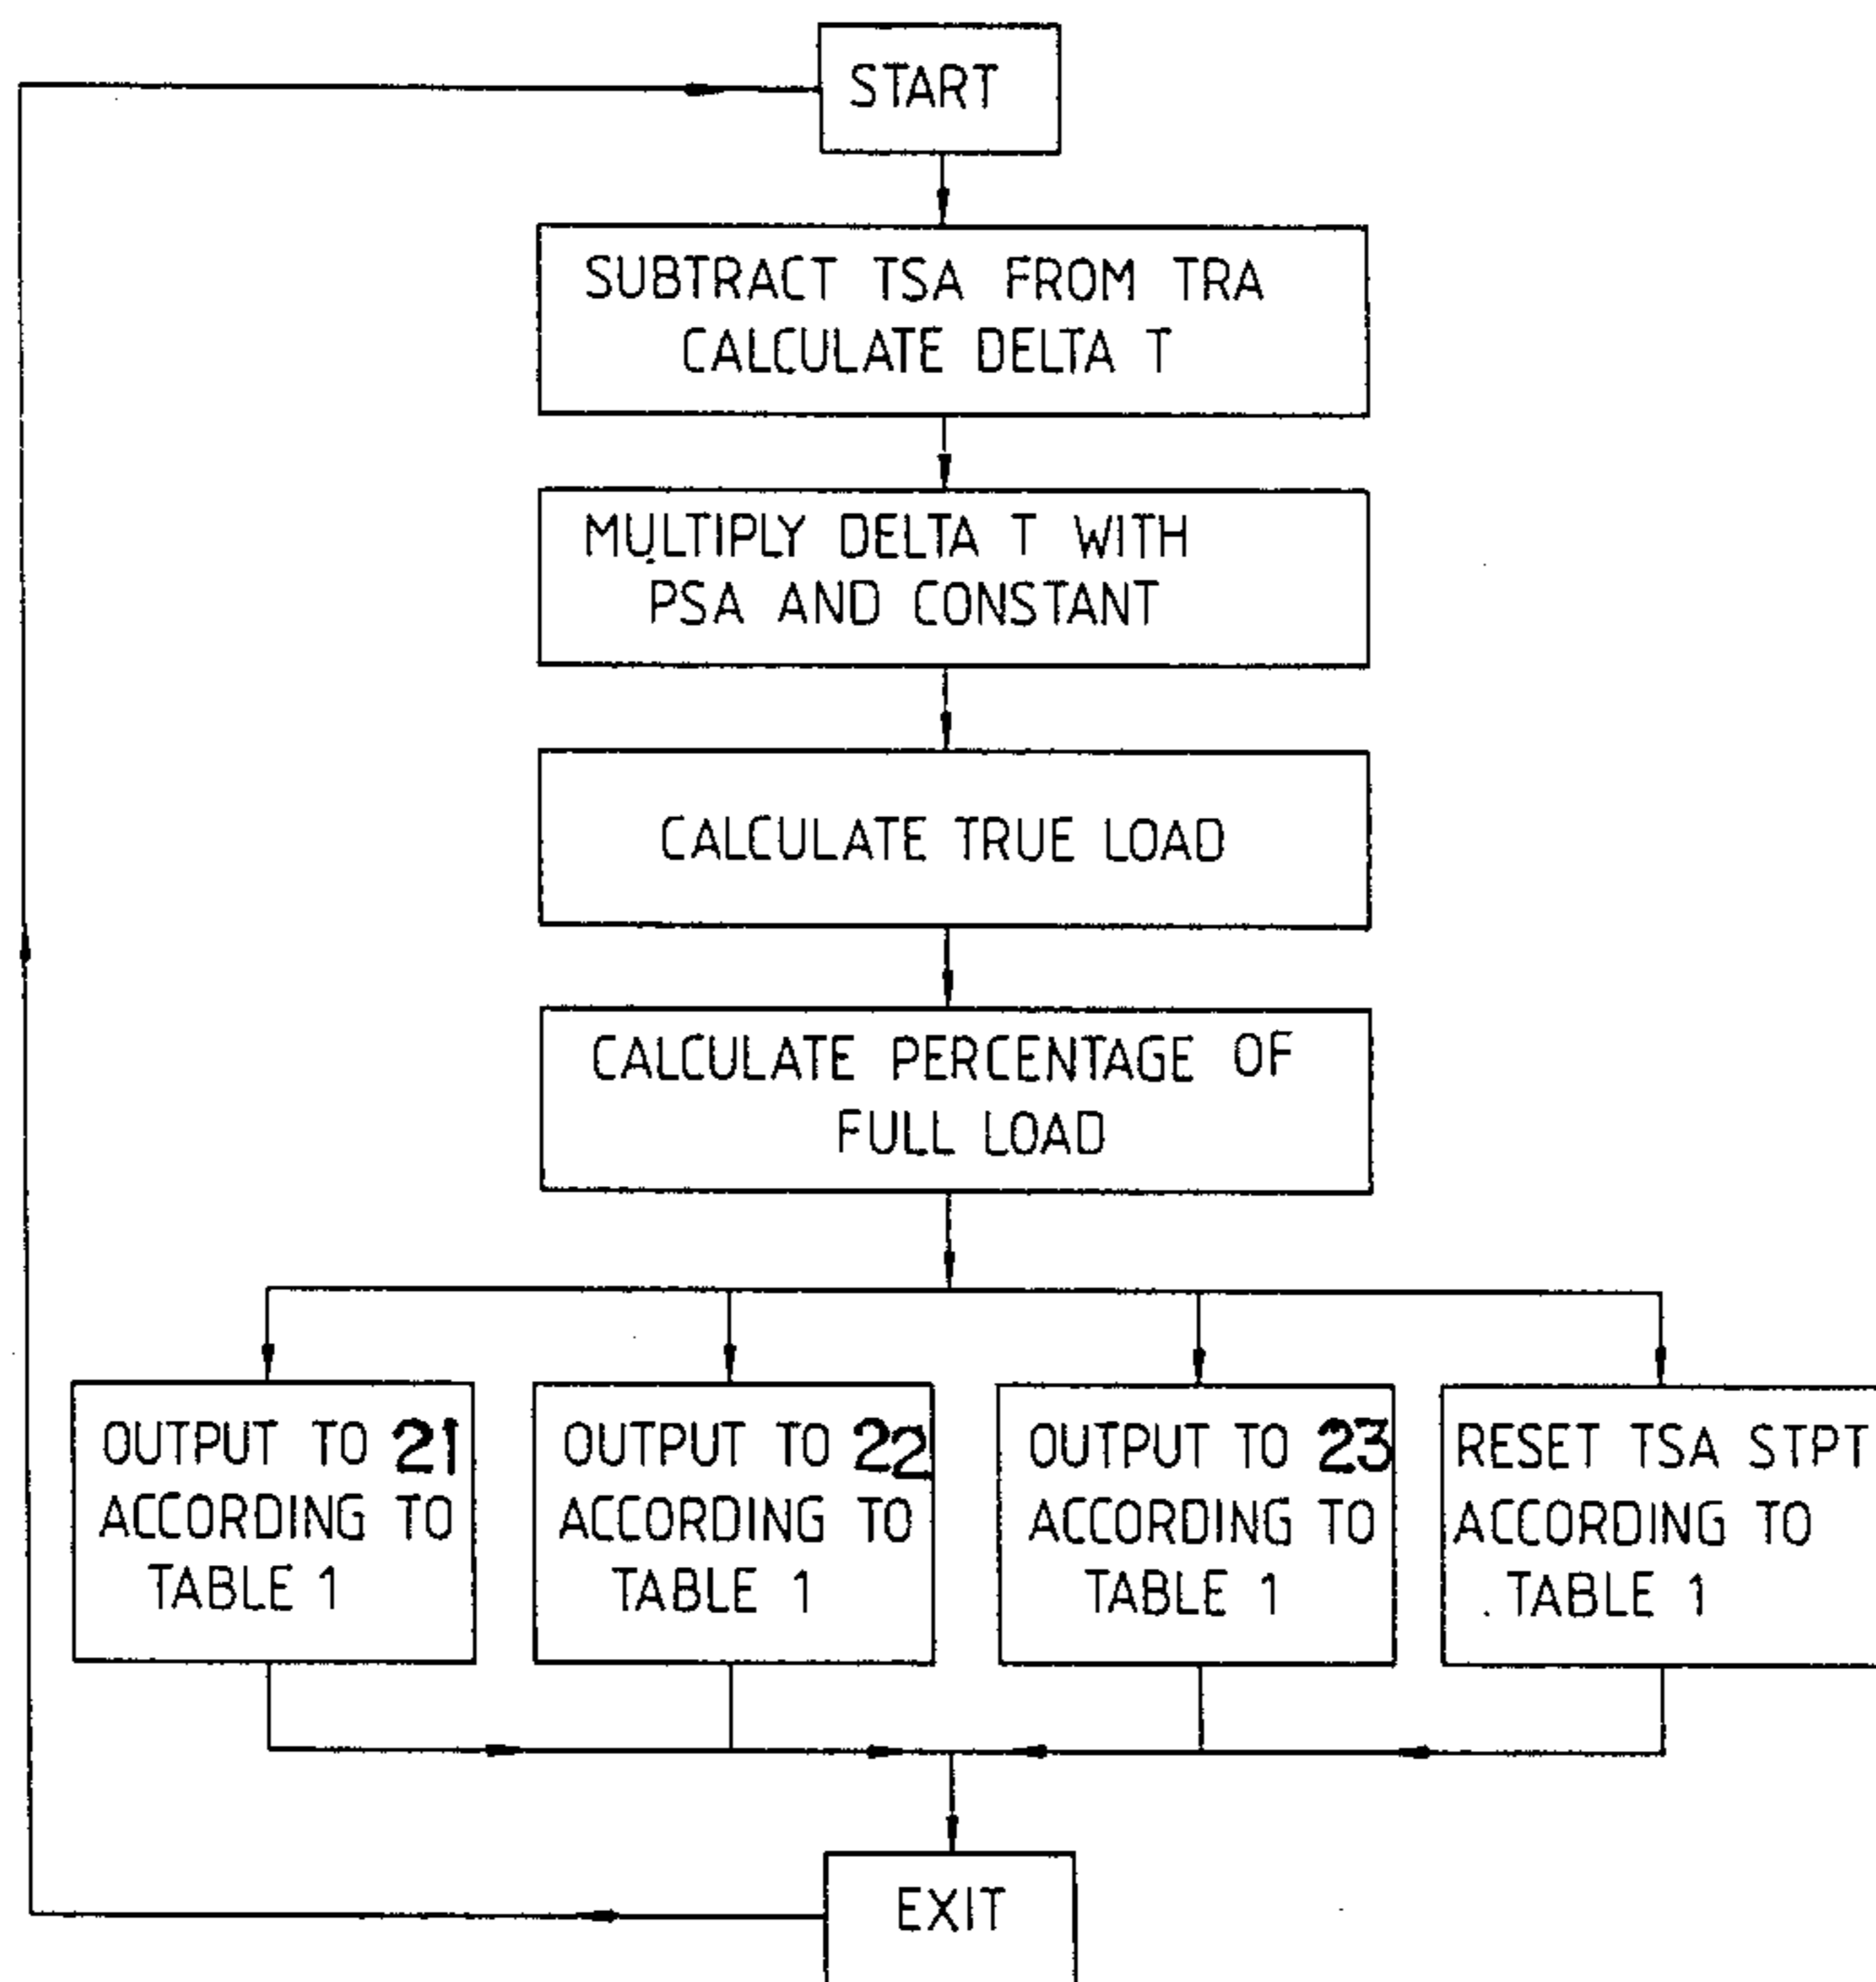 START
SUBTRACT TSA FROM TRA
CALCULATE DELTA T
MULTIPLY DELTA T WITH
PSA AND CONSTANT
CALCULATE TRUE LOAD
CALCULATE PERCENTAGE OF
FULL LOAD
OUTPUT TO 21
ACCORDING TO
TABLE 1
OUTPUT TO 22
ACCORDING TO
TABLE 1
OUTPUT TO 23
ACCORDING TO
TABLE 1
RESET TSA STPT
ACCORDING TO
TABLE 1
EXIT